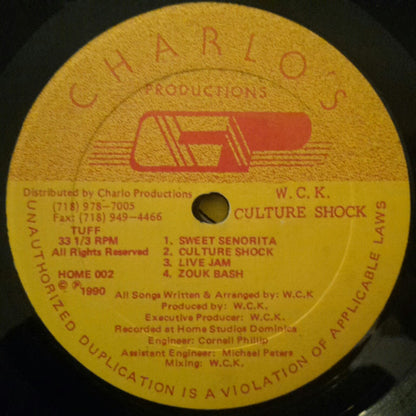 CHARLO'S
PRODUCTIONS
CP
Distributed by Charlo Productions
(718) 978-7005
Fax: (718) 949-4466
W.C.K.
CULTURE SHOCK
TUFF
33 1/3 RPM
All Rights Reserved
HOME 002
© ℗ 1990
1. SWEET SENORITA
2. CULTURE SHOCK
3. LIVE JAM
4. ZOUK BASH
All Songs Written & Arranged by: W.C.K
Produced by: W.C.K.
Executive Producer: W.C.K.
Recorded at Home Studios Dominica
Engineer: Cornell Phillip
Assistant Engineer: Michael Peters
Mixing: W.C.K.
UNAUTHORIZED DUPLICATION IS A VIOLATION OF APPLICABLE LAWS